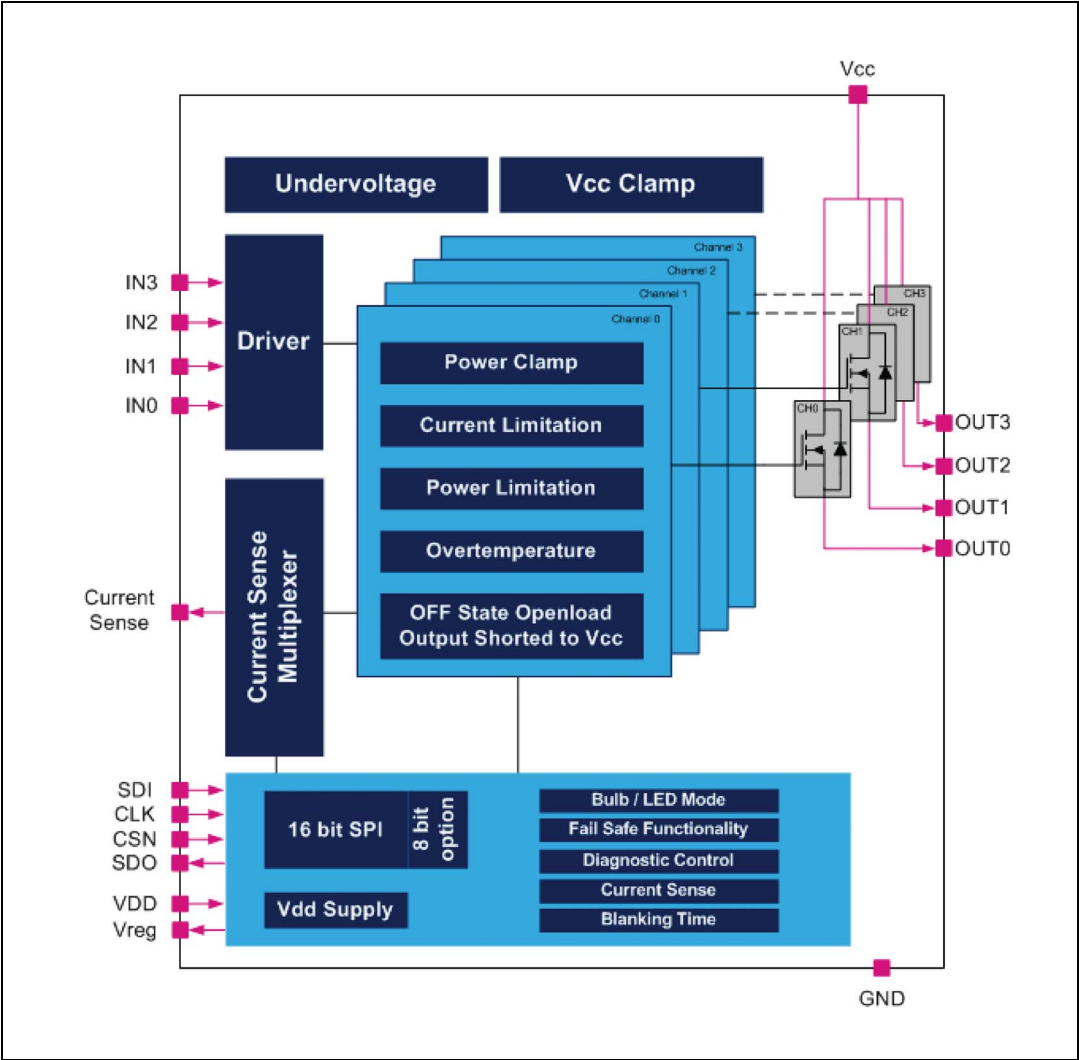 Vcc
Undervoltage
Vcc Clamp
Driver
IN3
IN2
IN1
IN0
Channel 3
Channel 2
Channel 1
Channel 0
Power Clamp
Current Limitation
Power Limitation
Overtemperature
OFF State Openload
Output Shorted to Vcc
CH3
CH2
CH1
CH0
OUT3
OUT2
OUT1
OUT0
Current Sense
Multiplexer
Current
Sense
SDI
CLK
CSN
SDO
VDD
Vreg
16 bit SPI
8 bit
option
Vdd Supply
Bulb / LED Mode
Fail Safe Functionality
Diagnostic Control
Current Sense
Blanking Time
GND